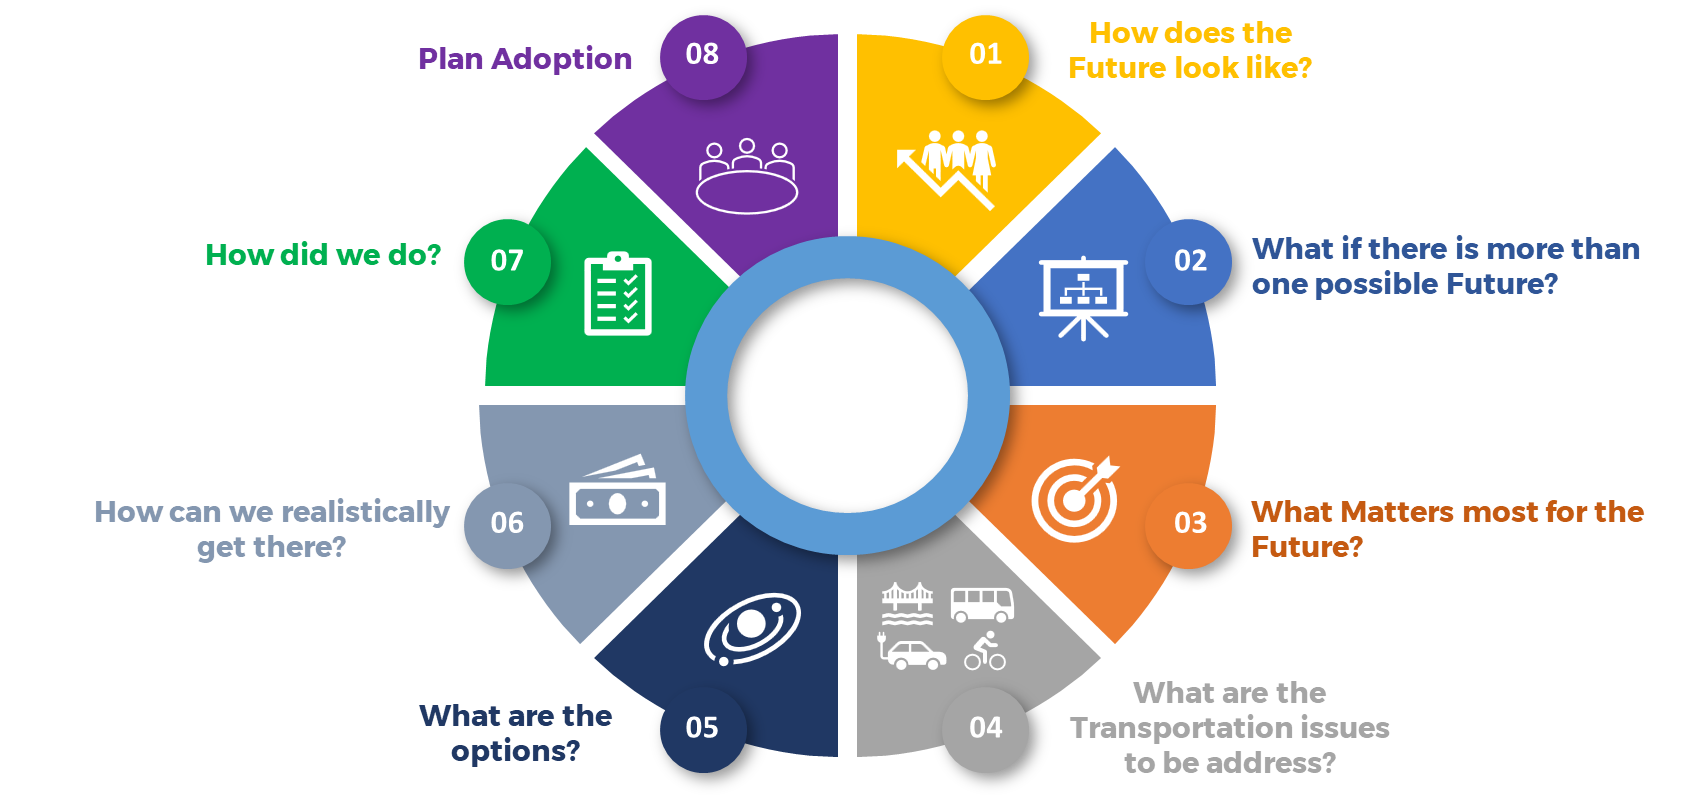 01
How does the
Future look like?
02
What if there is more than
one possible Future?
03
What Matters most for the
Future?
04
What are the
Transportation issues
to be address?
05
What are the
options?
06
How can we realistically
get there?
07
How did we do?
08
Plan Adoption